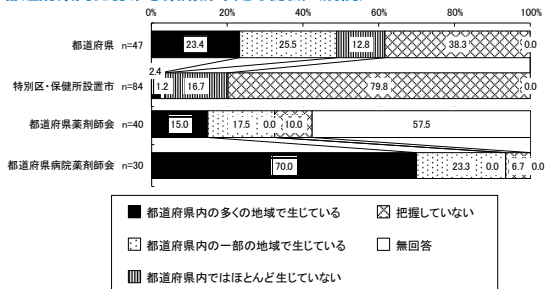 0% 20% 40% 60% 80% 100%
都道府県 n=47 23.4 25.5 12.8 38.3 0.0
2.4
特別区・保健所設置市 n=84 1.2 16.7 79.8 0.0
都道府県薬剤師会 n=40 15.0 17.5 0.0 10.0 57.5
都道府県病院薬剤師会 n=30 70.0 23.3 0.0 6.7 0.0
都道府県内の多くの地域で生じている 把握していない
都道府県内の一部の地域で生じている 無回答
都道府県内ではほとんど生じていない